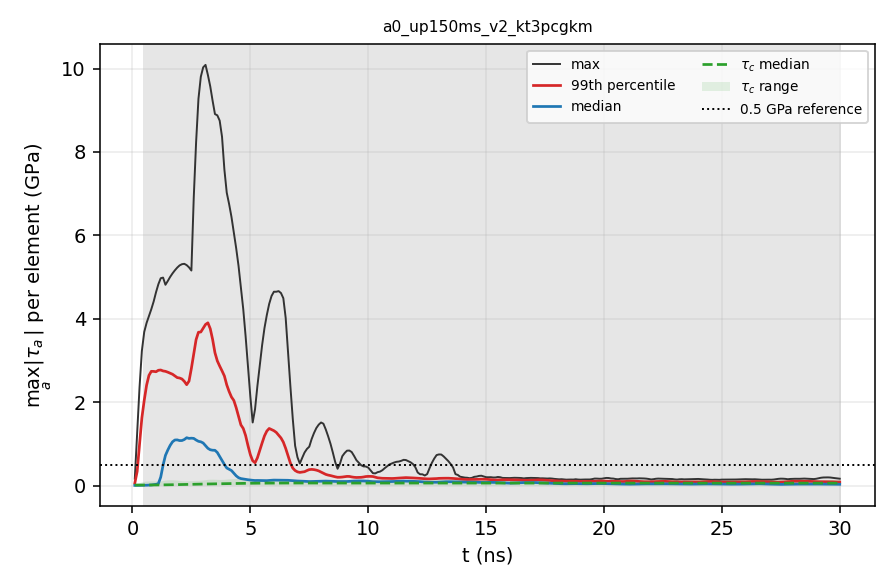 a0_up150ms_v2_kt3pcgkm
max
99th percentile
median
τc median
τc range
0.5 GPa reference
max|τa| per element (GPa)
a
10
8
6
4
2
0
0 5 10 15 20 25 30
t (ns)